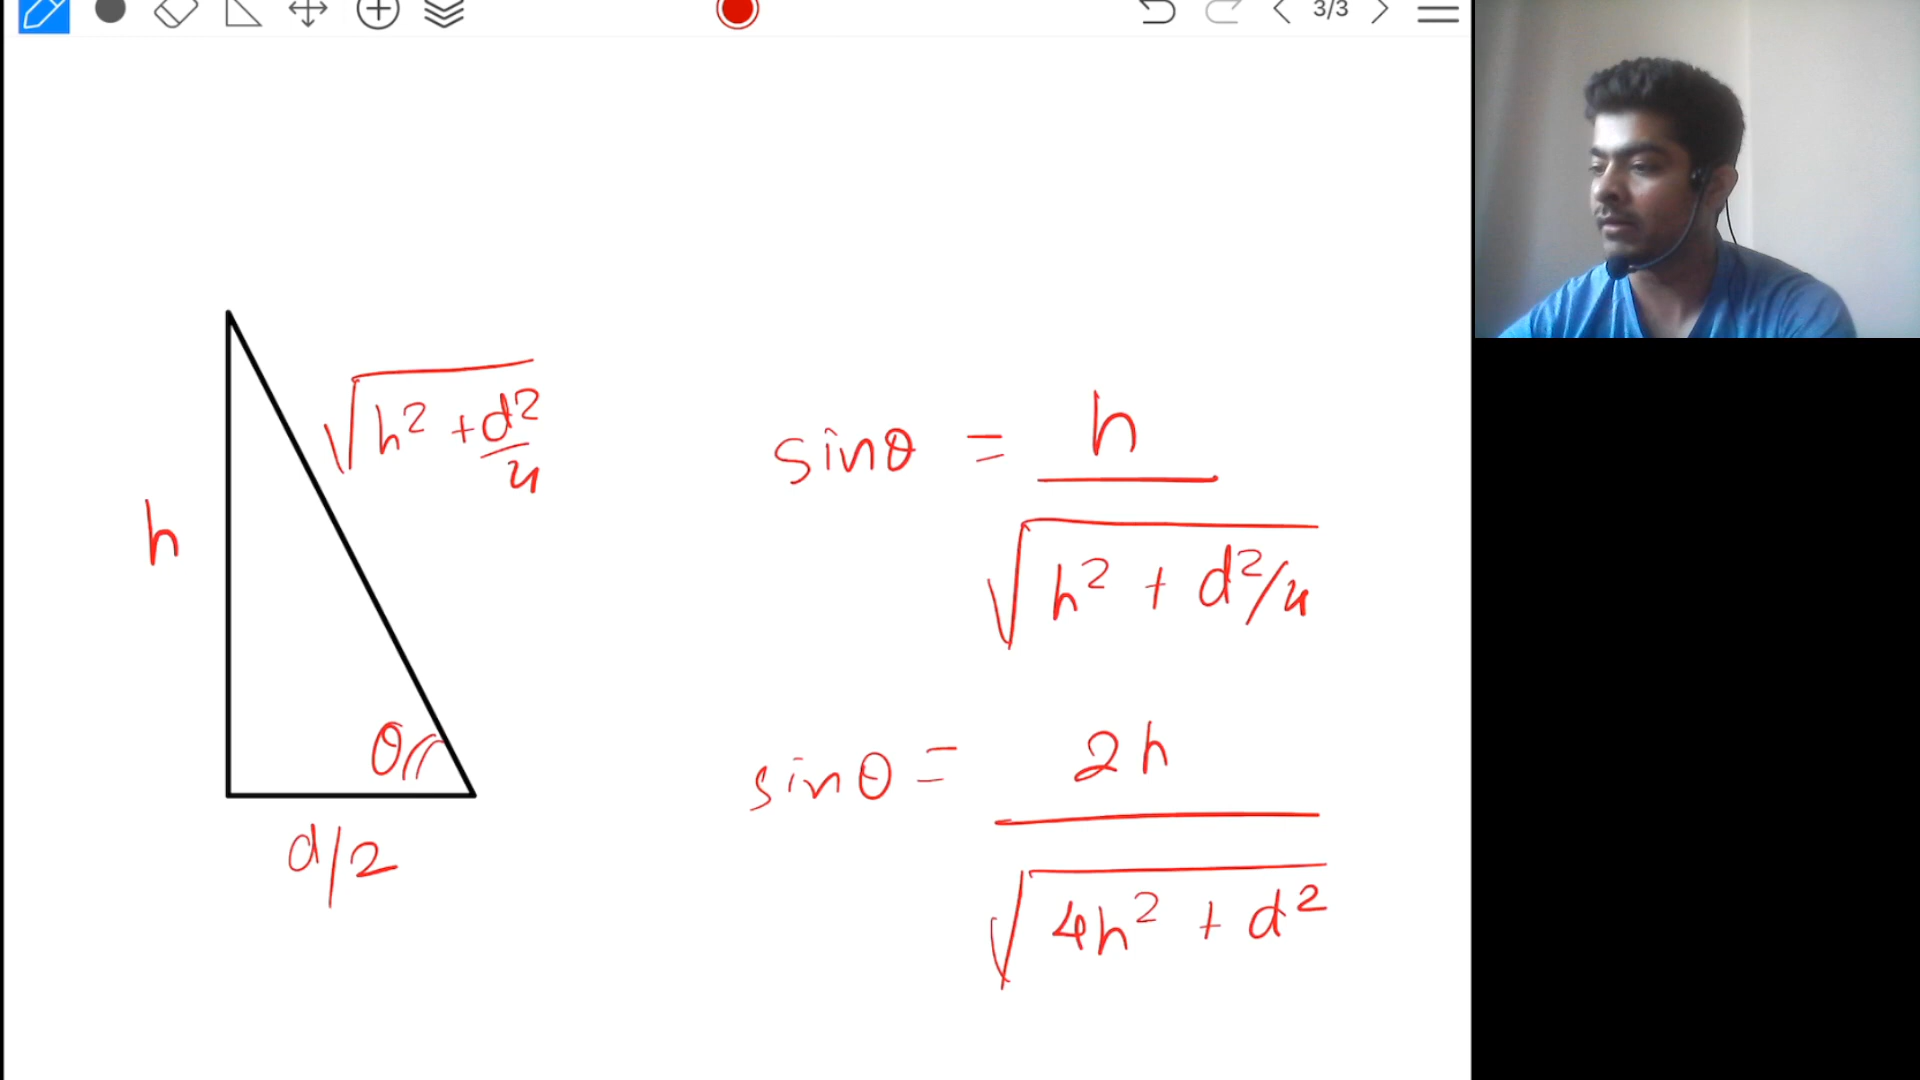 3/3
√h² + d²/4
h
θ
d/2
sinθ = h
√h² + d²/4
sinθ = 2h
√4h² + d²